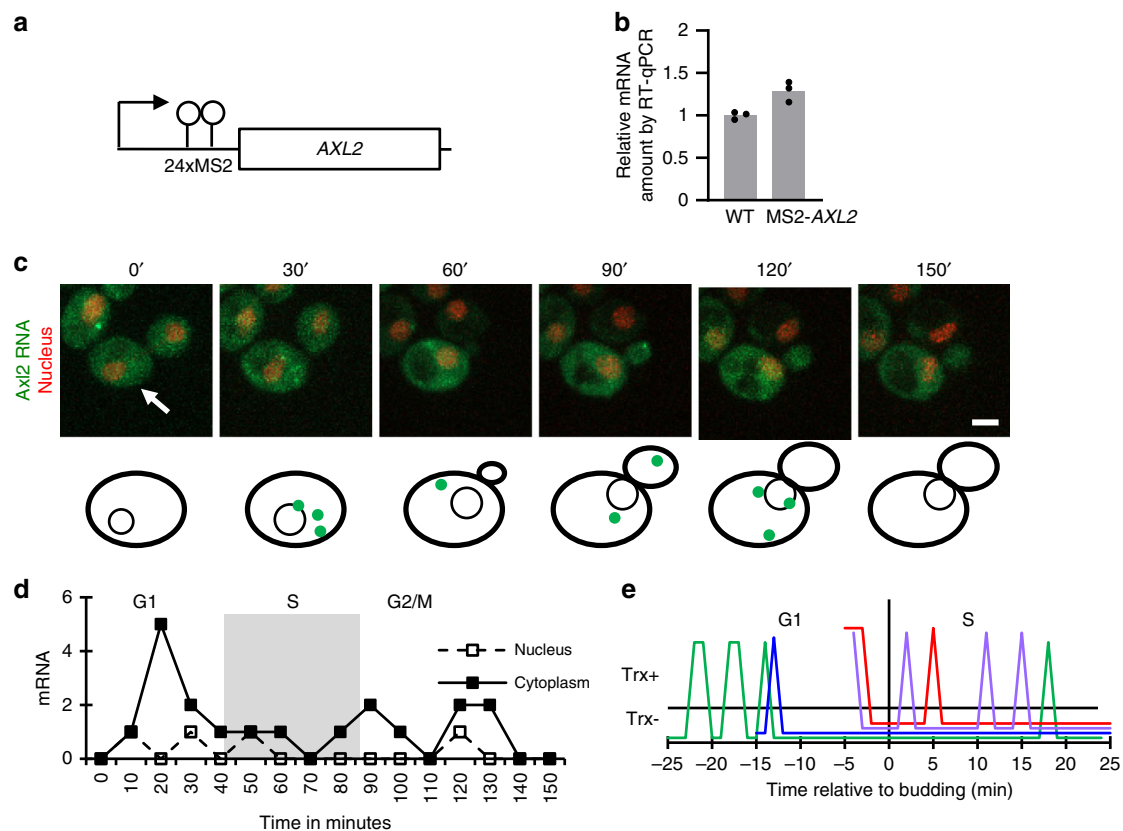 a
24xMS2
AXL2
b
Relative mRNA
amount by RT-qPCR
2
1.5
1
0.5
0
WT MS2-AXL2
c
0′ 30′ 60′ 90′ 120′ 150′
Axl2 RNA
Nucleus
d
mRNA
6
4
2
0
G1 S G2/M
Nucleus
Cytoplasm
0 10 20 30 40 50 60 70 80 90 100 110 120 130 140 150
Time in minutes
e
G1 S
Trx+
Trx-
−25 −20 −15 −10 −5 0 5 10 15 20 25
Time relative to budding (min)